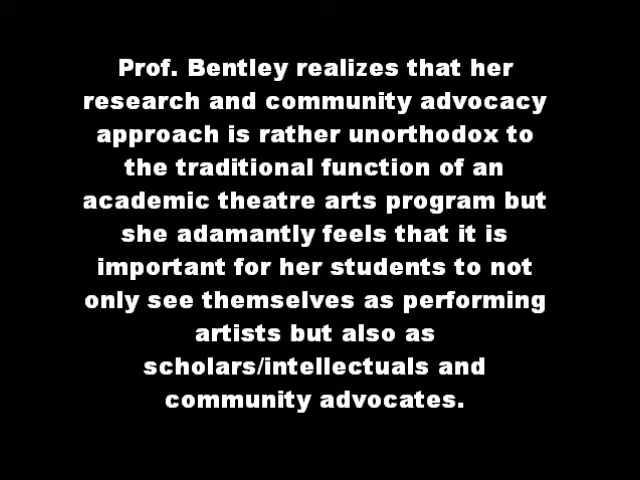 Prof. Bentley realizes that her
research and community advocacy
approach is rather unorthodox to
the traditional function of an
academic theatre arts program but
she adamantly feels that it is
important for her students to not
only see themselves as performing
artists but also as
scholars/intellectuals and
community advocates.